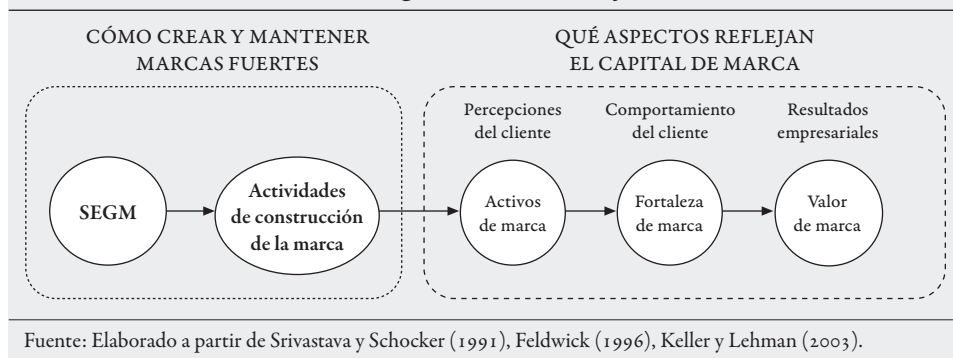 CÓMO CREAR Y MANTENER
MARCAS FUERTES
QUÉ ASPECTOS REFLEJAN
EL CAPITAL DE MARCA
Percepciones
del cliente
Comportamiento
del cliente
Resultados
empresariales
SEGM
Actividades
de construcción
de la marca
Activos
de marca
Fortaleza
de marca
Valor
de marca
Fuente: Elaborado a partir de Srivastava y Schocker (1991), Feldwick (1996), Keller y Lehman (2003).